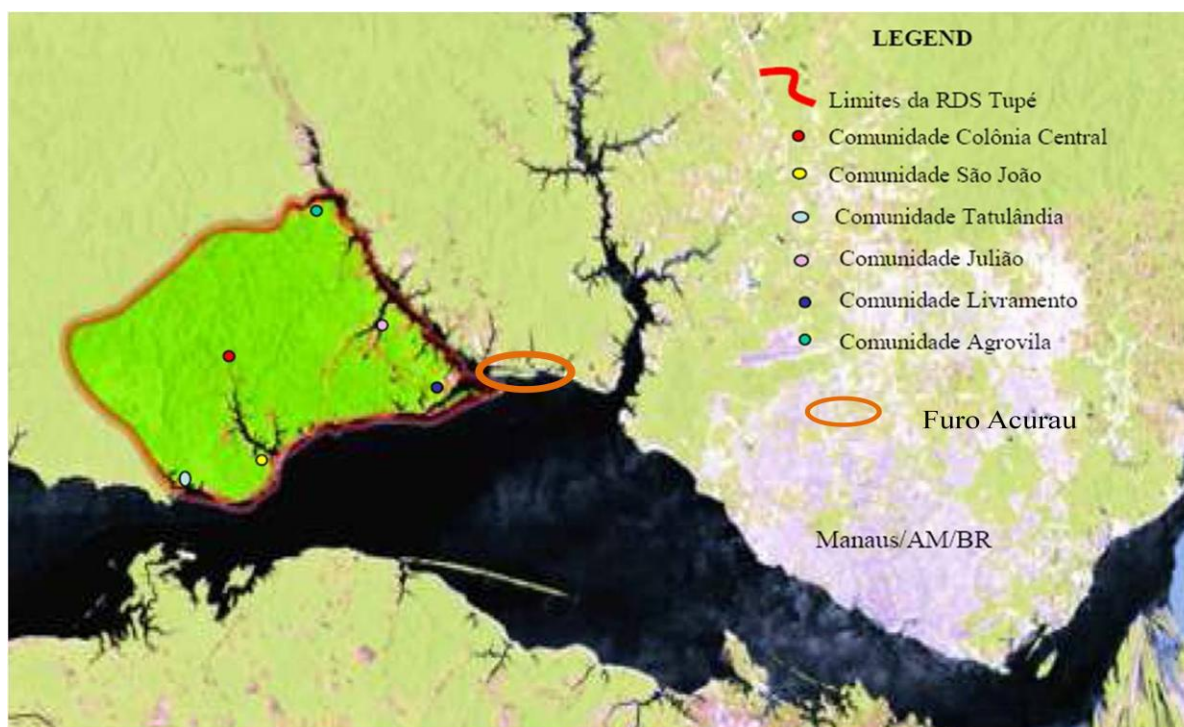 LEGEND
Limites da RDS Tupé
Comunidade Colônia Central
Comunidade São João
Comunidade Tatulândia
Comunidade Julião
Comunidade Livramento
Comunidade Agrovila
Furo Acurau
Manaus/AM/BR